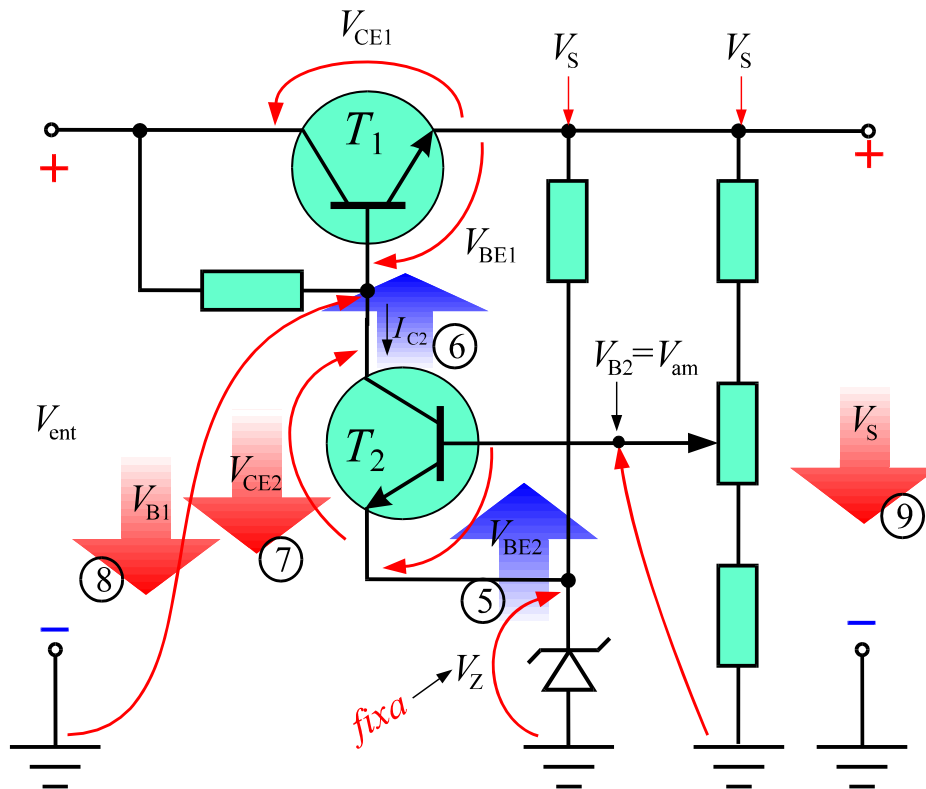 VCE1
VS
VS
T1
+
+
VBE1
IC2
6
VB2=Vam
Vent
VS
T2
VCE2
VB1
9
VBE2
7
8
5
−
−
VZ
fixa